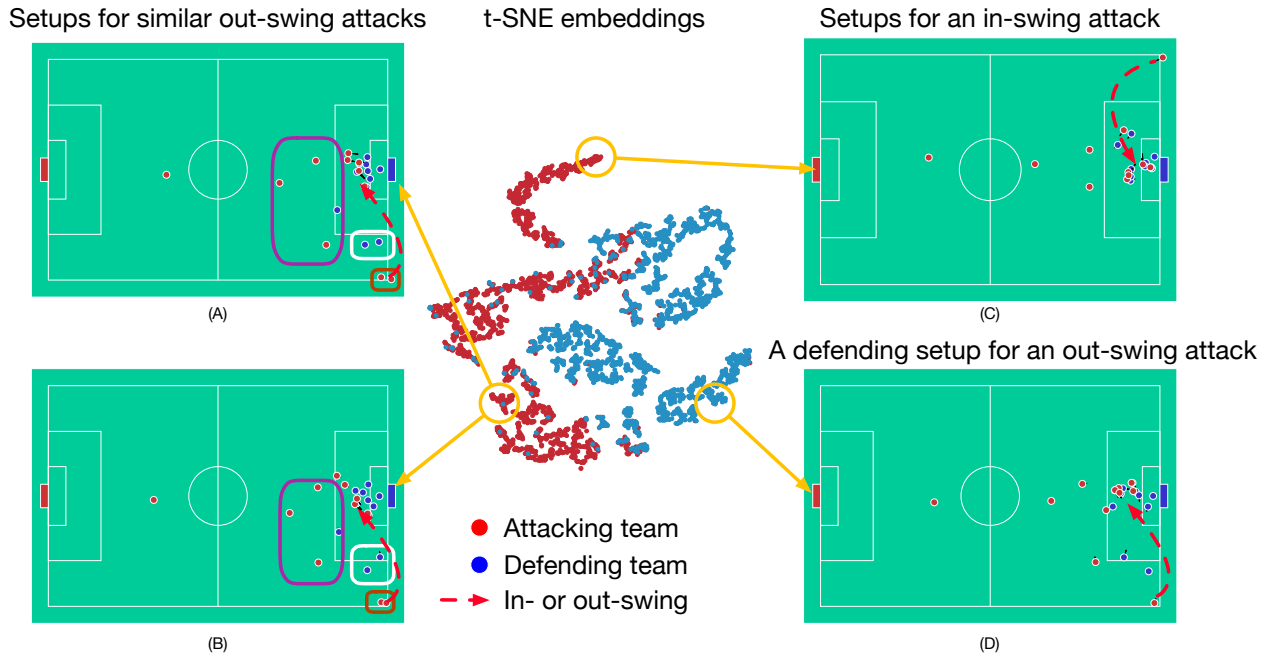 Setups for similar out-swing attacks
t-SNE embeddings
Setups for an in-swing attack
(A)
(C)
A defending setup for an out-swing attack
Attacking team
Defending team
In- or out-swing
(B)
(D)